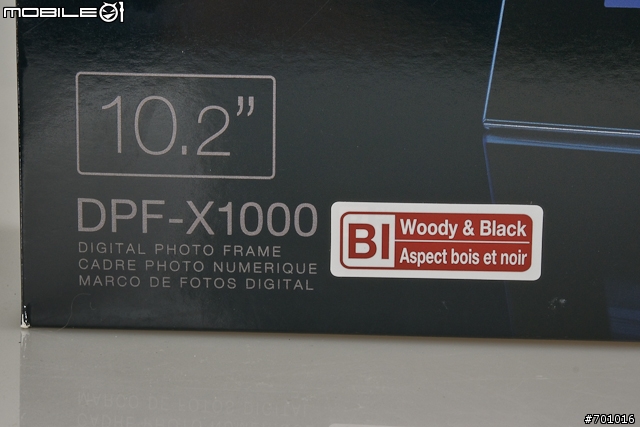 MOBILE01
10.2"
DPF-X1000
DIGITAL PHOTO FRAME
CADRE PHOTO NUMERIQUE
MARCO DE FOTOS DIGITAL
BI
Woody & Black
Aspect bois et noir
#701016